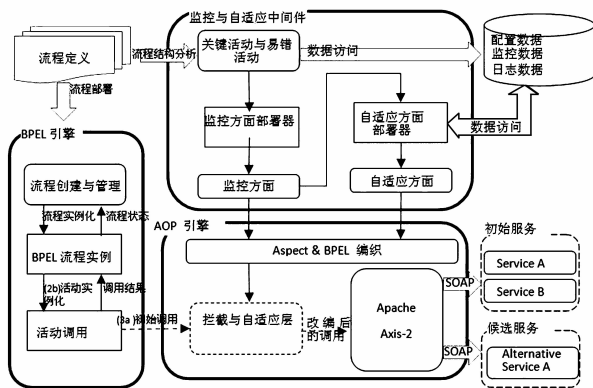 监控与自适应中间件
流程定义
流程结构分析
关键活动与易错
活动
数据访问
配置数据
监控数据
日志数据
流程部署
BPEL 引擎
监控方面部署器
自适应方面
部署器
数据访问
流程创建与管理
监控方面
自适应方面
流程实例化
流程状态
AOP 引擎
初始服务
Aspect & BPEL 编织
BPEL 流程实例
Service A
SOAP
Service B
(2b)活动实
例化
调用结果
Apache
Axis-2
(3a)初始调用
拦截与自适应层
改编后
的调用
候选服务
活动调用
SOAP
Alternative
Service A